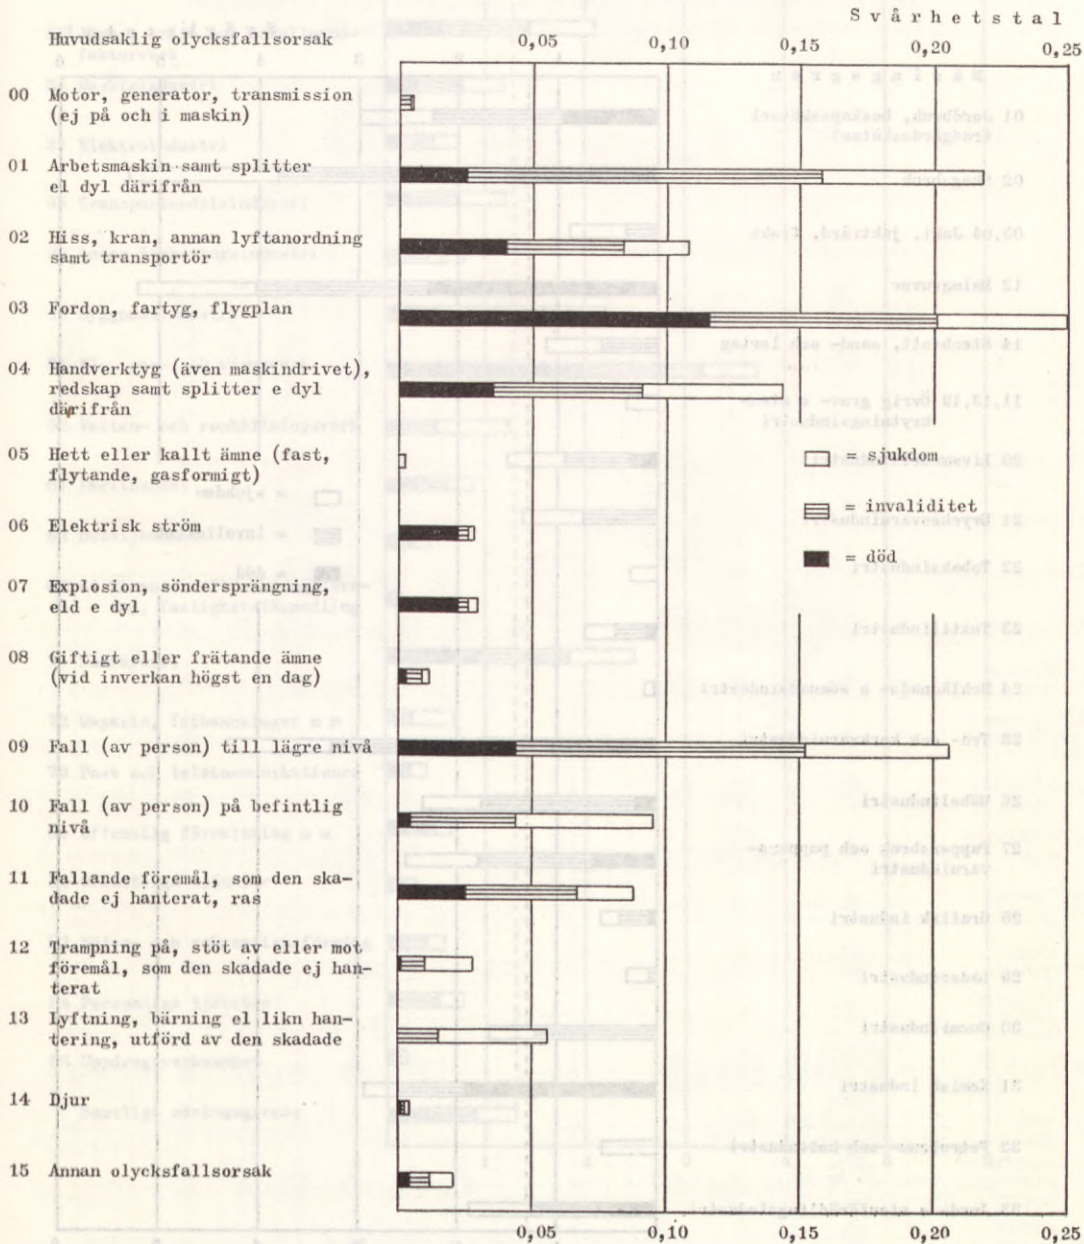 Svårhetstal
Huvudsaklig olycksfallsorsak
0,05 0,10 0,15 0,20 0,25
00 Motor, generator, transmission
(ej på och i maskin)
01 Arbetsmaskin samt splitter
el dyl därifrån
02 Hiss, kran, annan lyftanordning
samt transportör
03 Fordon, fartyg, flygplan
04 Handverktyg (även maskindrivet),
redskap samt splitter e dyl
därifrån
05 Hett eller kallt ämne (fast,
flytande, gasformigt)
= sjukdom
= invaliditet
= död
06 Elektrisk ström
07 Explosion, söndersprängning,
eld e dyl
08 Giftigt eller frätande ämne
(vid inverkan högst en dag)
09 Fall (av person) till lägre nivå
10 Fall (av person) på befintlig
nivå
11 Fallande föremål, som den ska-
dade ej hanterat, ras
12 Trampning på, stöt av eller mot
föremål, som den skadade ej han-
terat
13 Lyftning, bärning el likn han-
tering, utförd av den skadade
14 Djur
15 Annan olycksfallsorsak
0,05 0,10 0,15 0,20 0,25